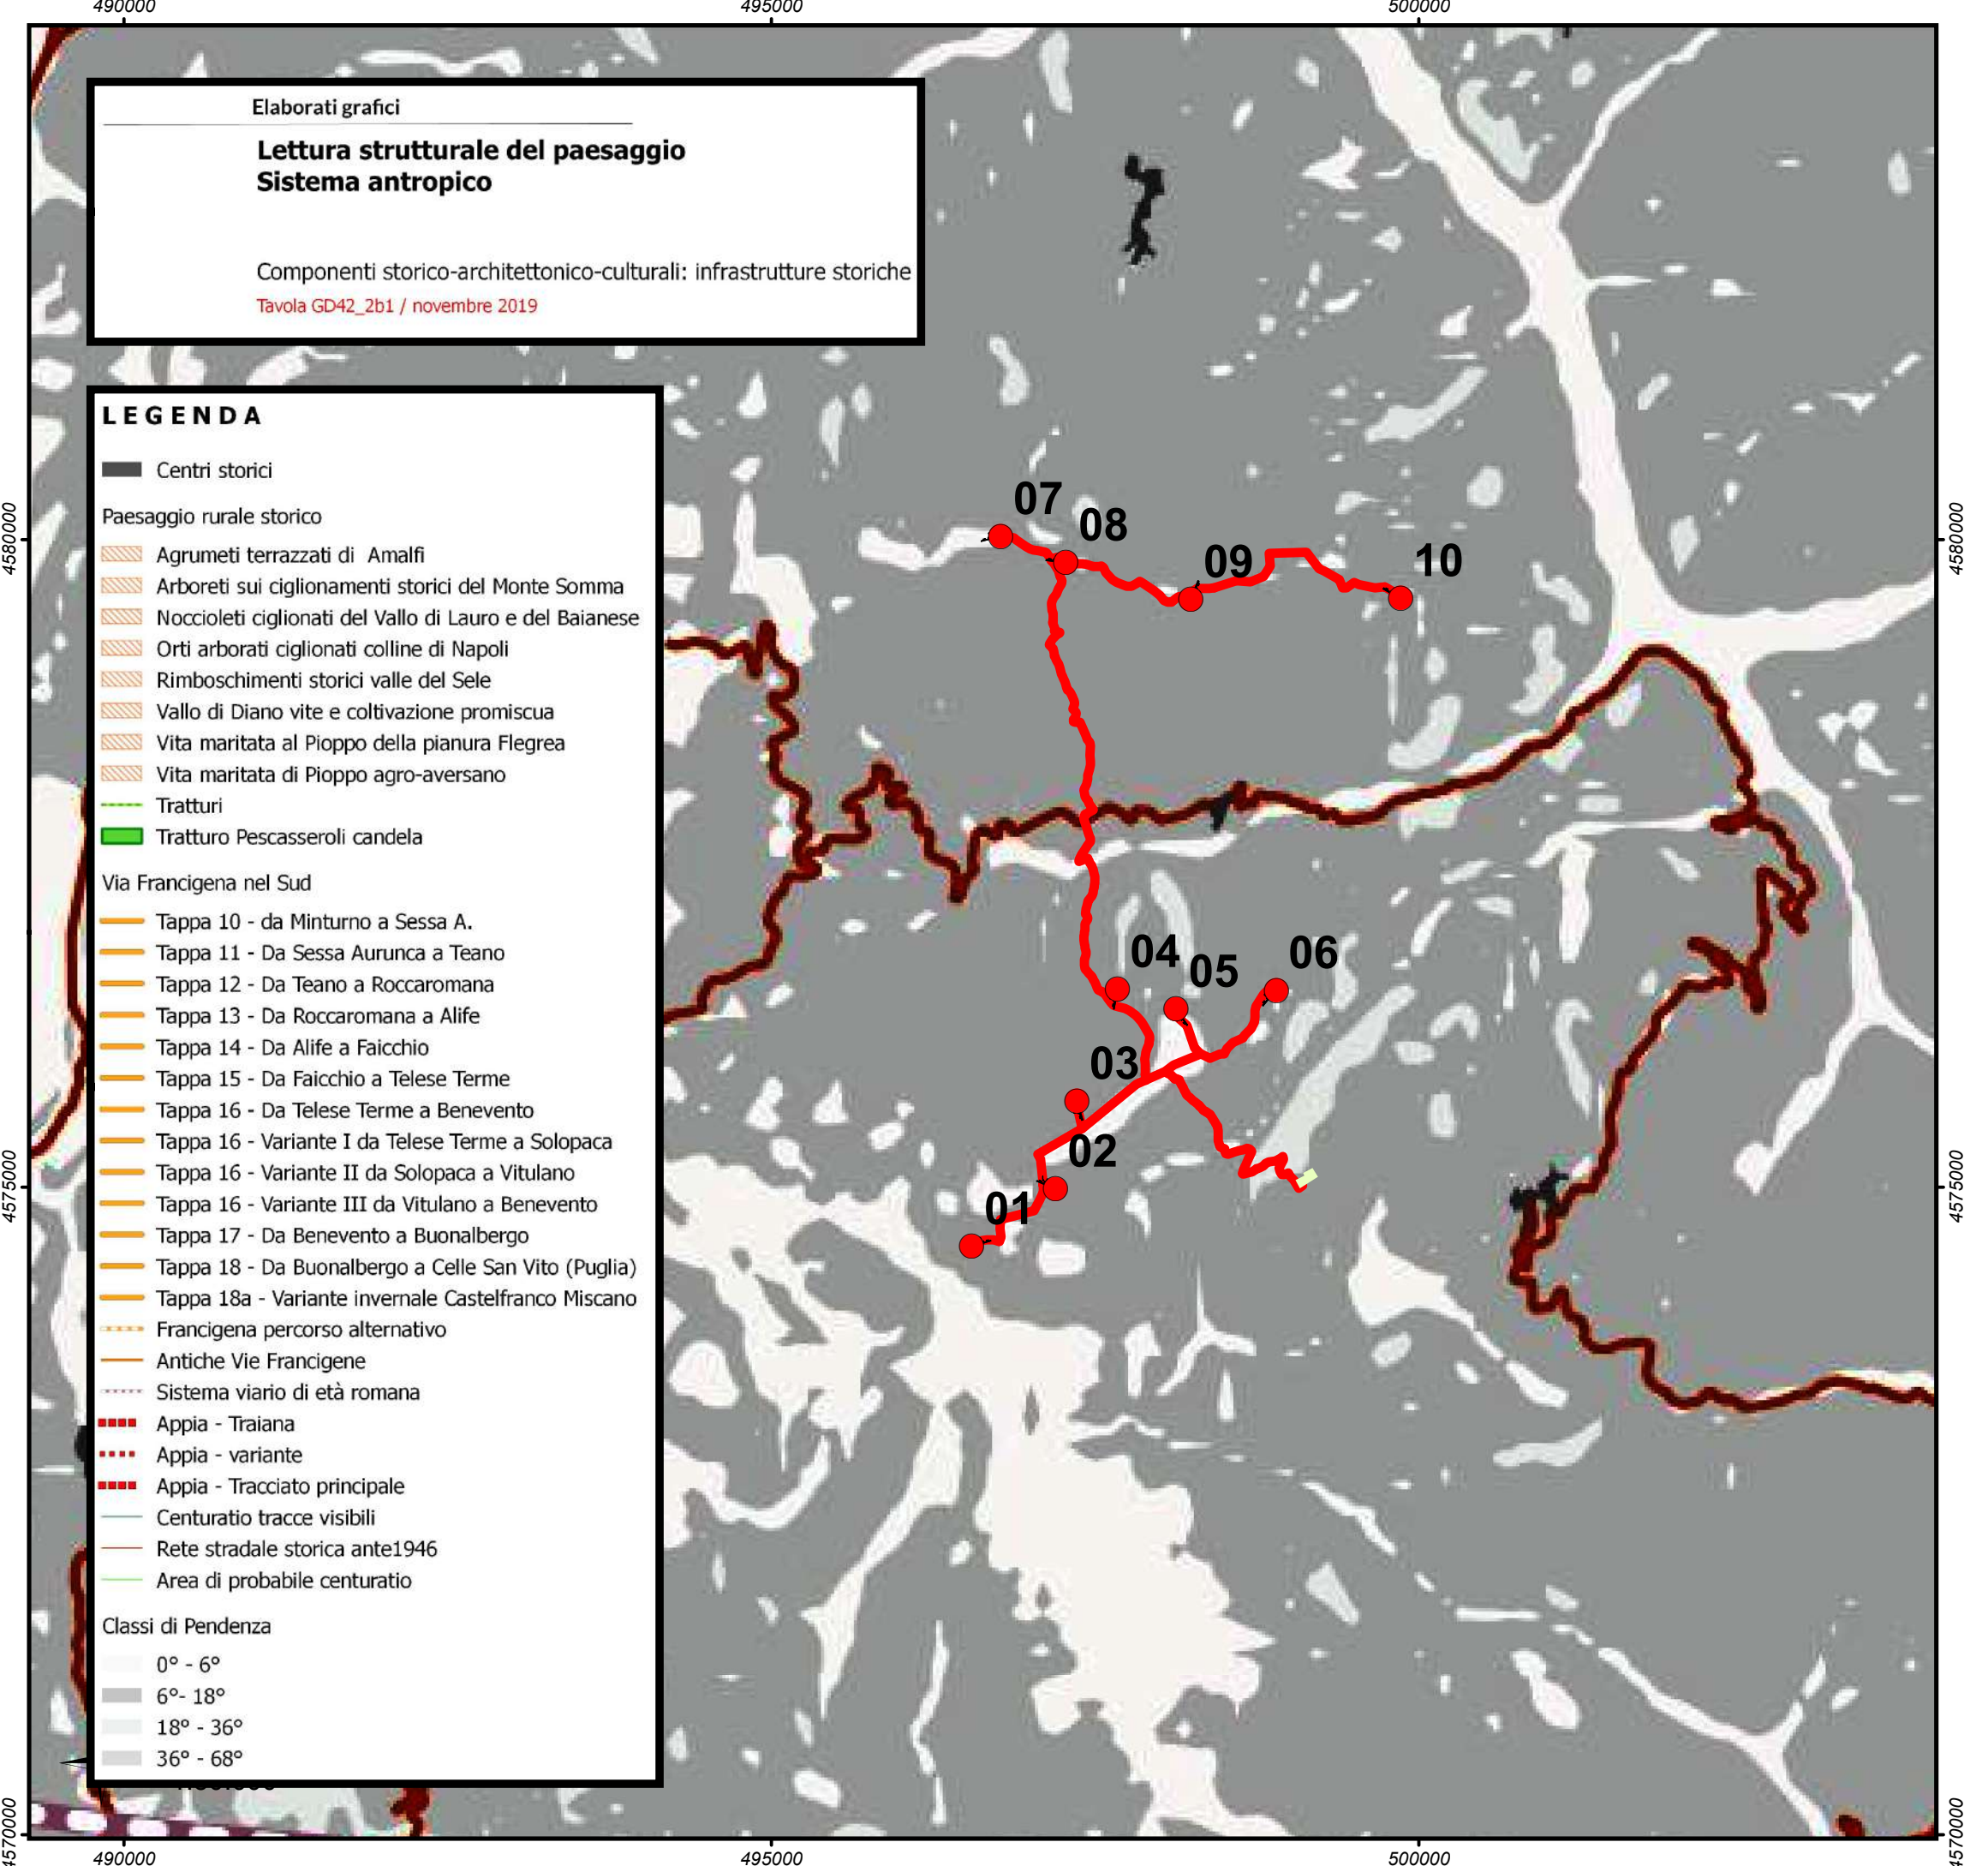 490000
495000
500000
Elaborati grafici
Lettura strutturale del paesaggio
Sistema antropico
Componenti storico-architettonico-culturali: infrastrutture storiche
Tavola GD42_2b1 / novembre 2019
LEGENDA
Centri storici
Paesaggio rurale storico
Agrumeti terrazzati di Amalfi
Arboreti sui ciglionamenti storici del Monte Somma
Noccioleti ciglionati del Vallo di Lauro e del Baianese
Orti arborati ciglionati colline di Napoli
Rimboschimenti storici valle del Sele
Vallo di Diano vite e coltivazione promiscua
Vita maritata al Pioppo della pianura Flegrea
Vita maritata di Pioppo agro-aversano
Tratturi
Tratturo Pescasseroli candela
Via Francigena nel Sud
Tappa 10 - da Minturno a Sessa A.
Tappa 11 - Da Sessa Aurunca a Teano
Tappa 12 - Da Teano a Roccaromana
Tappa 13 - Da Roccaromana a Alife
Tappa 14 - Da Alife a Faicchio
Tappa 15 - Da Faicchio a Telese Terme
Tappa 16 - Da Telese Terme a Benevento
Tappa 16 - Variante I da Telese Terme a Solopaca
Tappa 16 - Variante II da Solopaca a Vitulano
Tappa 16 - Variante III da Vitulano a Benevento
Tappa 17 - Da Benevento a Buonalbergo
Tappa 18 - Da Buonalbergo a Celle San Vito (Puglia)
Tappa 18a - Variante invernale Castelfranco Miscano
Francigena percorso alternativo
Antiche Vie Francigene
Sistema viario di età romana
Appia - Traiana
Appia - variante
Appia - Tracciato principale
Centuratio tracce visibili
Rete stradale storica ante1946
Area di probabile centuratio
Classi di Pendenza
0° - 6°
6°- 18°
18° - 36°
36° - 68°
07
08
09
10
04
05
06
03
02
01
4580000
4575000
4570000
4580000
4575000
4570000
490000
495000
500000